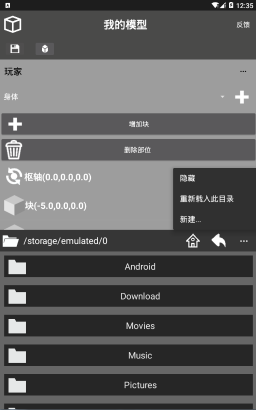 12:35
我的模型
反馈
玩家
...
身体
增加块
删除部位
枢轴(0.0,0.0,0.0)
块(-5.0,0.0,0.0)
隐藏
重新载入此目录
新建...
/storage/emulated/0
...
Android
Download
Movies
Music
Pictures